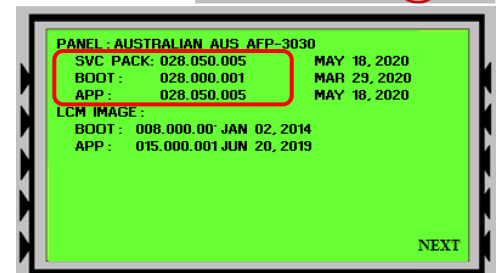 PANEL : AUSTRALIAN AUS AFP-3030
SVC PACK: 028.050.005 MAY 18, 2020
BOOT : 028.000.001 MAR 29, 2020
APP : 028.050.005 MAY 18, 2020
LCM IMAGE :
BOOT : 008.000.00' JAN 02, 2014
APP : 015.000.001 JUN 20, 2019
NEXT